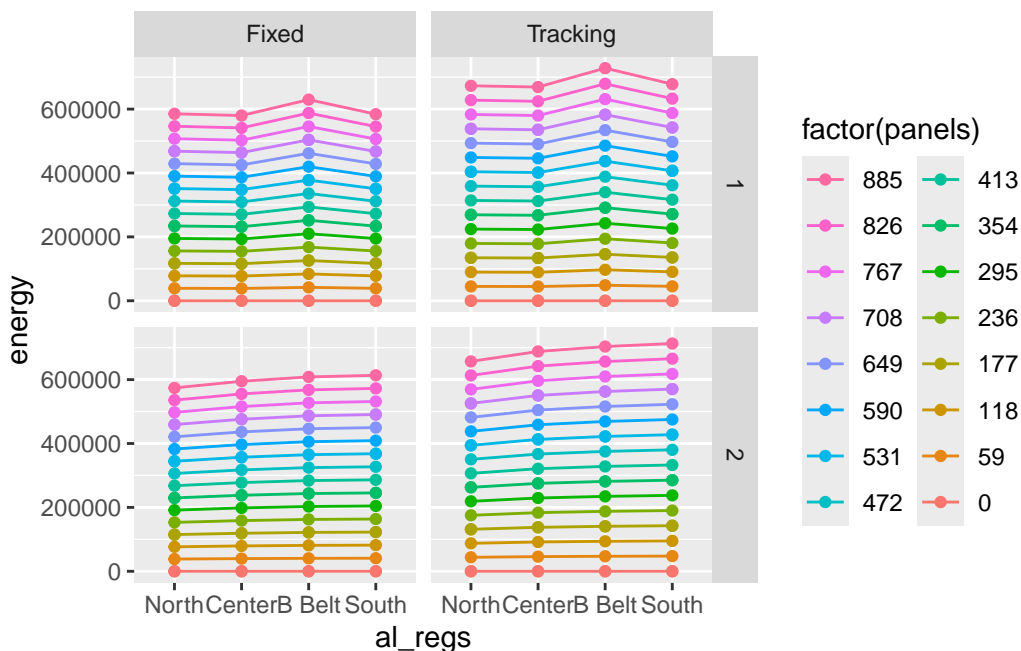 Fixed
Tracking
energy
600000
400000
200000
0
1
600000
400000
200000
0
2
North Center B Belt South
North Center B Belt South
al_regs
factor(panels)
885 413
826 354
767 295
708 236
649 177
590 118
531 59
472 0